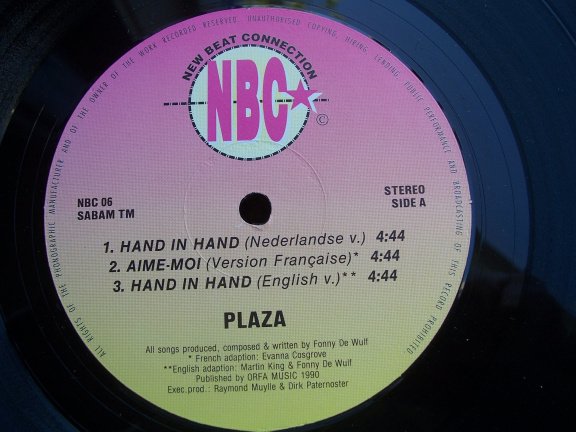 ALL RIGHTS OF THE PHONOGRAPHIC MANUFACTURER AND OF THE OWNER OF THE WORK RECORDED RESERVED. UNAUTHORISED COPYING, HIRING, LENDING, PUBLIC PERFORMANCE AND BROADCASTING OF THIS RECORD PROHIBITED
NEW BEAT CONNECTION
NBC
©
NBC 06
SABAM TM
STEREO
SIDE A
1. HAND IN HAND (Nederlandse v.) 4:44
2. AIME-MOI (Version Française)* 4:44
3. HAND IN HAND (English v.)** 4:44
PLAZA
All songs produced, composed & written by Fonny De Wulf
* French adaption: Evanna Cosgrove
**English adaption: Martin King & Fonny De Wulf
Published by ORFA MUSIC 1990
Exec.prod.: Raymond Muylle & Dirk Paternoster